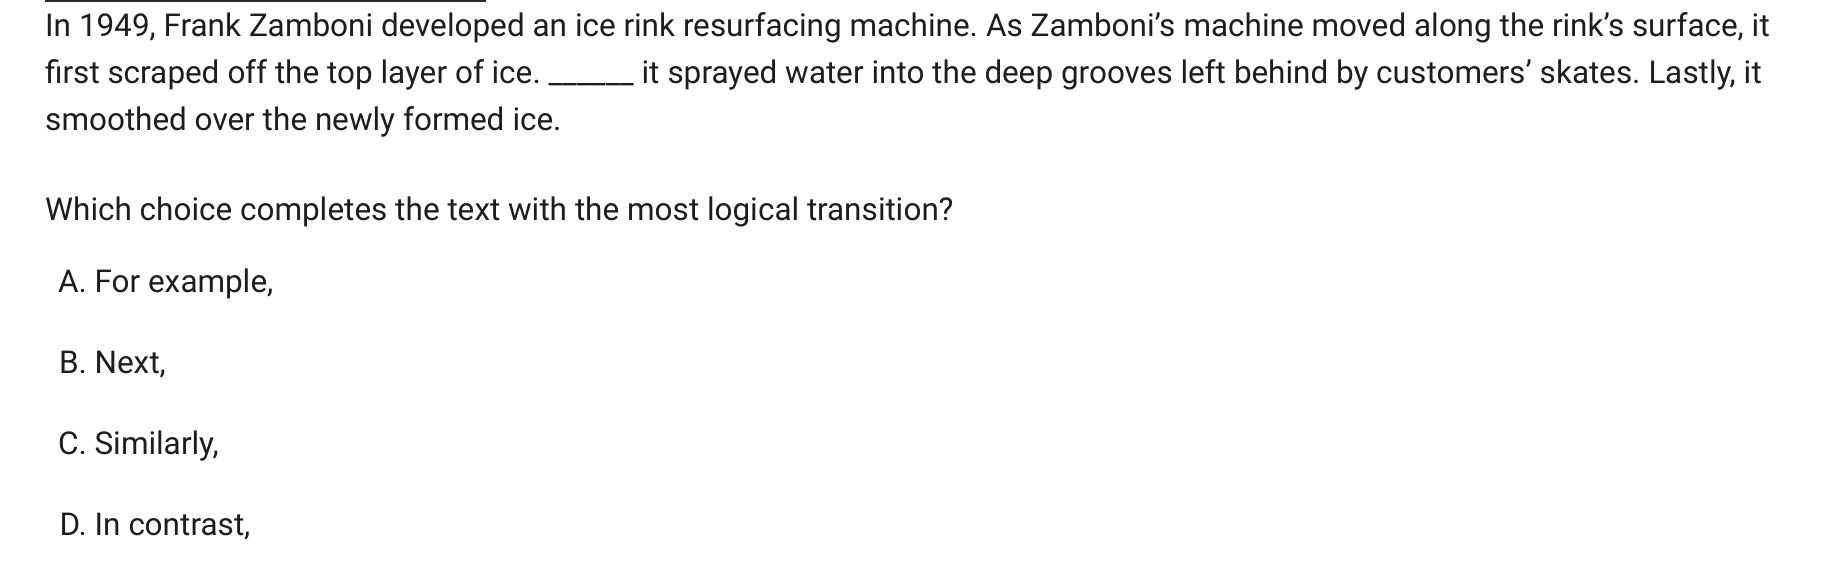 In 1949, Frank Zamboni developed an ice rink resurfacing machine. As Zamboni’s machine moved along the rink’s surface, it
first scraped off the top layer of ice. ______ it sprayed water into the deep grooves left behind by customers’ skates. Lastly, it
smoothed over the newly formed ice.
Which choice completes the text with the most logical transition?
A. For example,
B. Next,
C. Similarly,
D. In contrast,